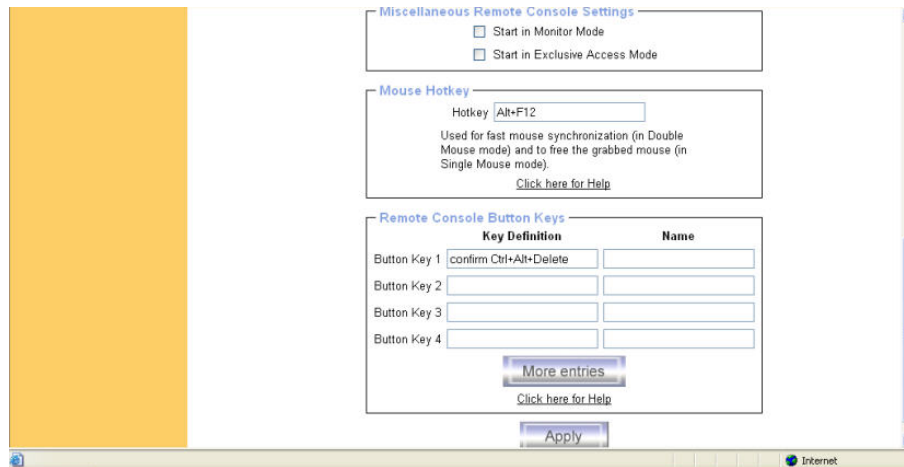 Miscellaneous Remote Console Settings
Start in Monitor Mode
Start in Exclusive Access Mode
Mouse Hotkey
Hotkey Alt+F12
Used for fast mouse synchronization (in Double
Mouse mode) and to free the grabbed mouse (in
Single Mouse mode).
Click here for Help
Remote Console Button Keys
Key Definition Name
Button Key 1 confirm Ctrl+Alt+Delete
Button Key 2
Button Key 3
Button Key 4
More entries
Click here for Help
Apply
Internet